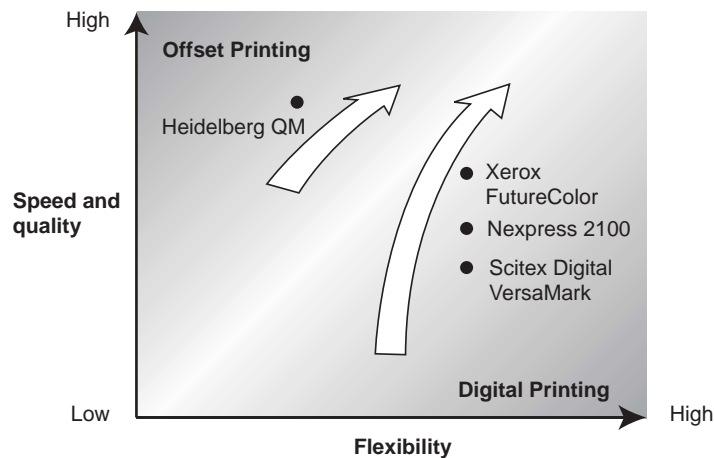 High
Offset Printing
Heidelberg QM
Speed and
quality
Xerox
FutureColor
Nexpress 2100
Scitex Digital
VersaMark
Digital Printing
Low
High
Flexibility